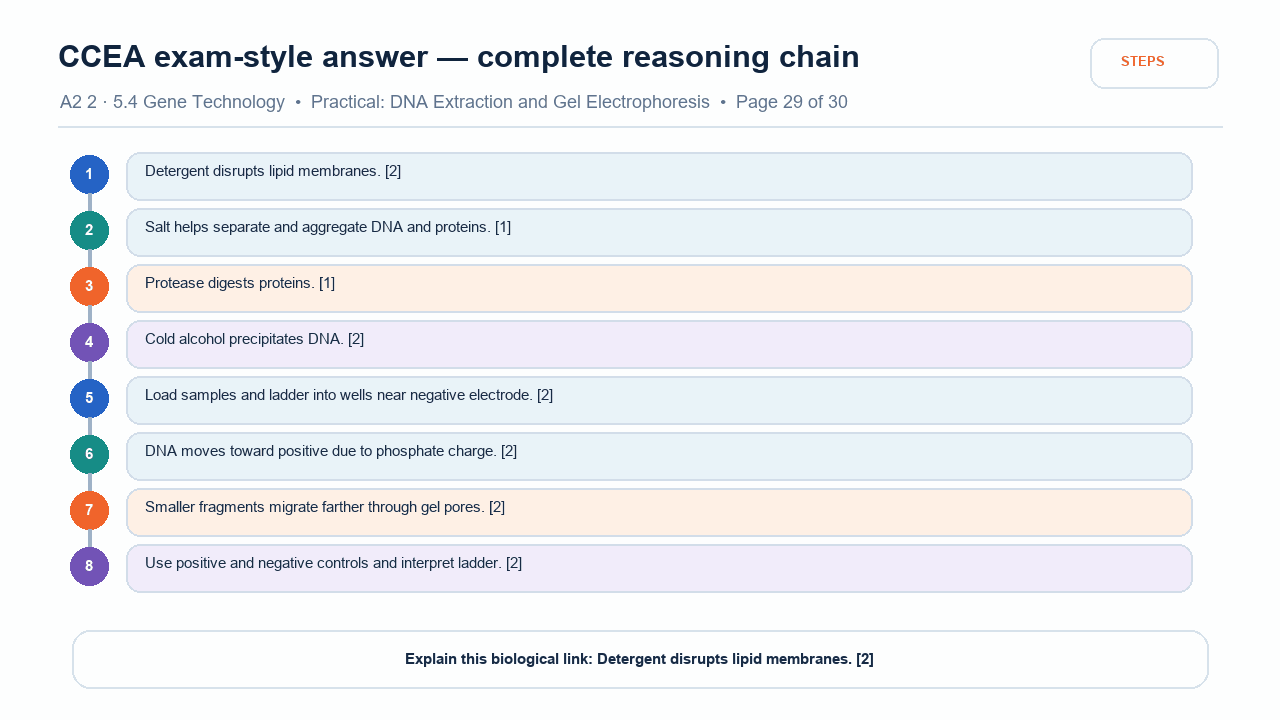 CCEA exam-style answer — complete reasoning chain
STEPS
A2 2 · 5.4 Gene Technology • Practical: DNA Extraction and Gel Electrophoresis • Page 29 of 30
1 Detergent disrupts lipid membranes. [2]
2 Salt helps separate and aggregate DNA and proteins. [1]
3 Protease digests proteins. [1]
4 Cold alcohol precipitates DNA. [2]
5 Load samples and ladder into wells near negative electrode. [2]
6 DNA moves toward positive due to phosphate charge. [2]
7 Smaller fragments migrate farther through gel pores. [2]
8 Use positive and negative controls and interpret ladder. [2]
Explain this biological link: Detergent disrupts lipid membranes. [2]